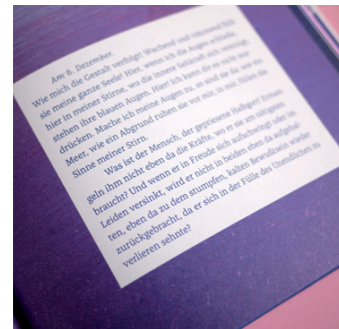 Am 6. Dezember.
Wie mich die Gestalt verfolgt! Wachend und träumend füllt
sie meine ganze Seele! Hier, wenn ich die Augen schließe,
hier in meiner Stirne, wo die innere Sehkraft sich vereinigt,
stehen ihre blauen Augen. Hier! ich kann dir es nicht aus-
drücken. Mache ich meine Augen zu, so sind sie da; wie ein
Meer, wie ein Abgrund ruhen sie vor mir, in mir, füllen die
Sinne meiner Stirn.
Was ist der Mensch, der gepriesene Halbgott! Erman-
geln ihm nicht eben da die Kräfte, wo er sie am nötigsten
braucht? Und wenn er in Freude sich aufschwingt oder im
Leiden versinkt, wird er nicht in beiden eben da aufgehal-
ten, eben da zu dem stumpfen, kalten Bewußtsein wieder
zurückgebracht, da er sich in der Fülle des Unendlichen zu
verlieren sehnte?